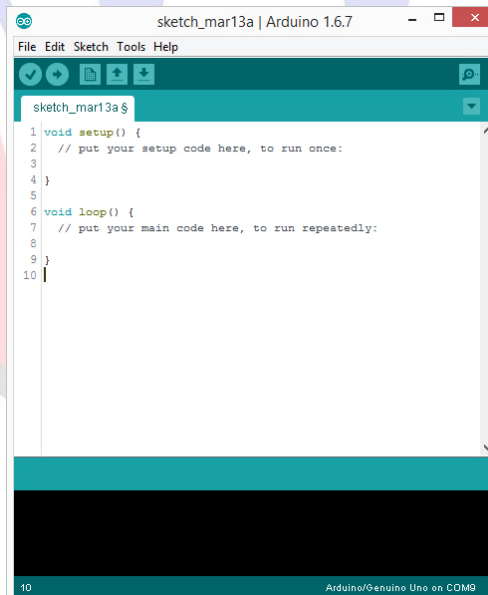 sketch_mar13a | Arduino 1.6.7
File Edit Sketch Tools Help
sketch_mar13a §
1 void setup() {
2   // put your setup code here, to run once:
3
4 }
5
6 void loop() {
7   // put your main code here, to run repeatedly:
8
9 }
10
10 Arduino/Genuino Uno on COM9